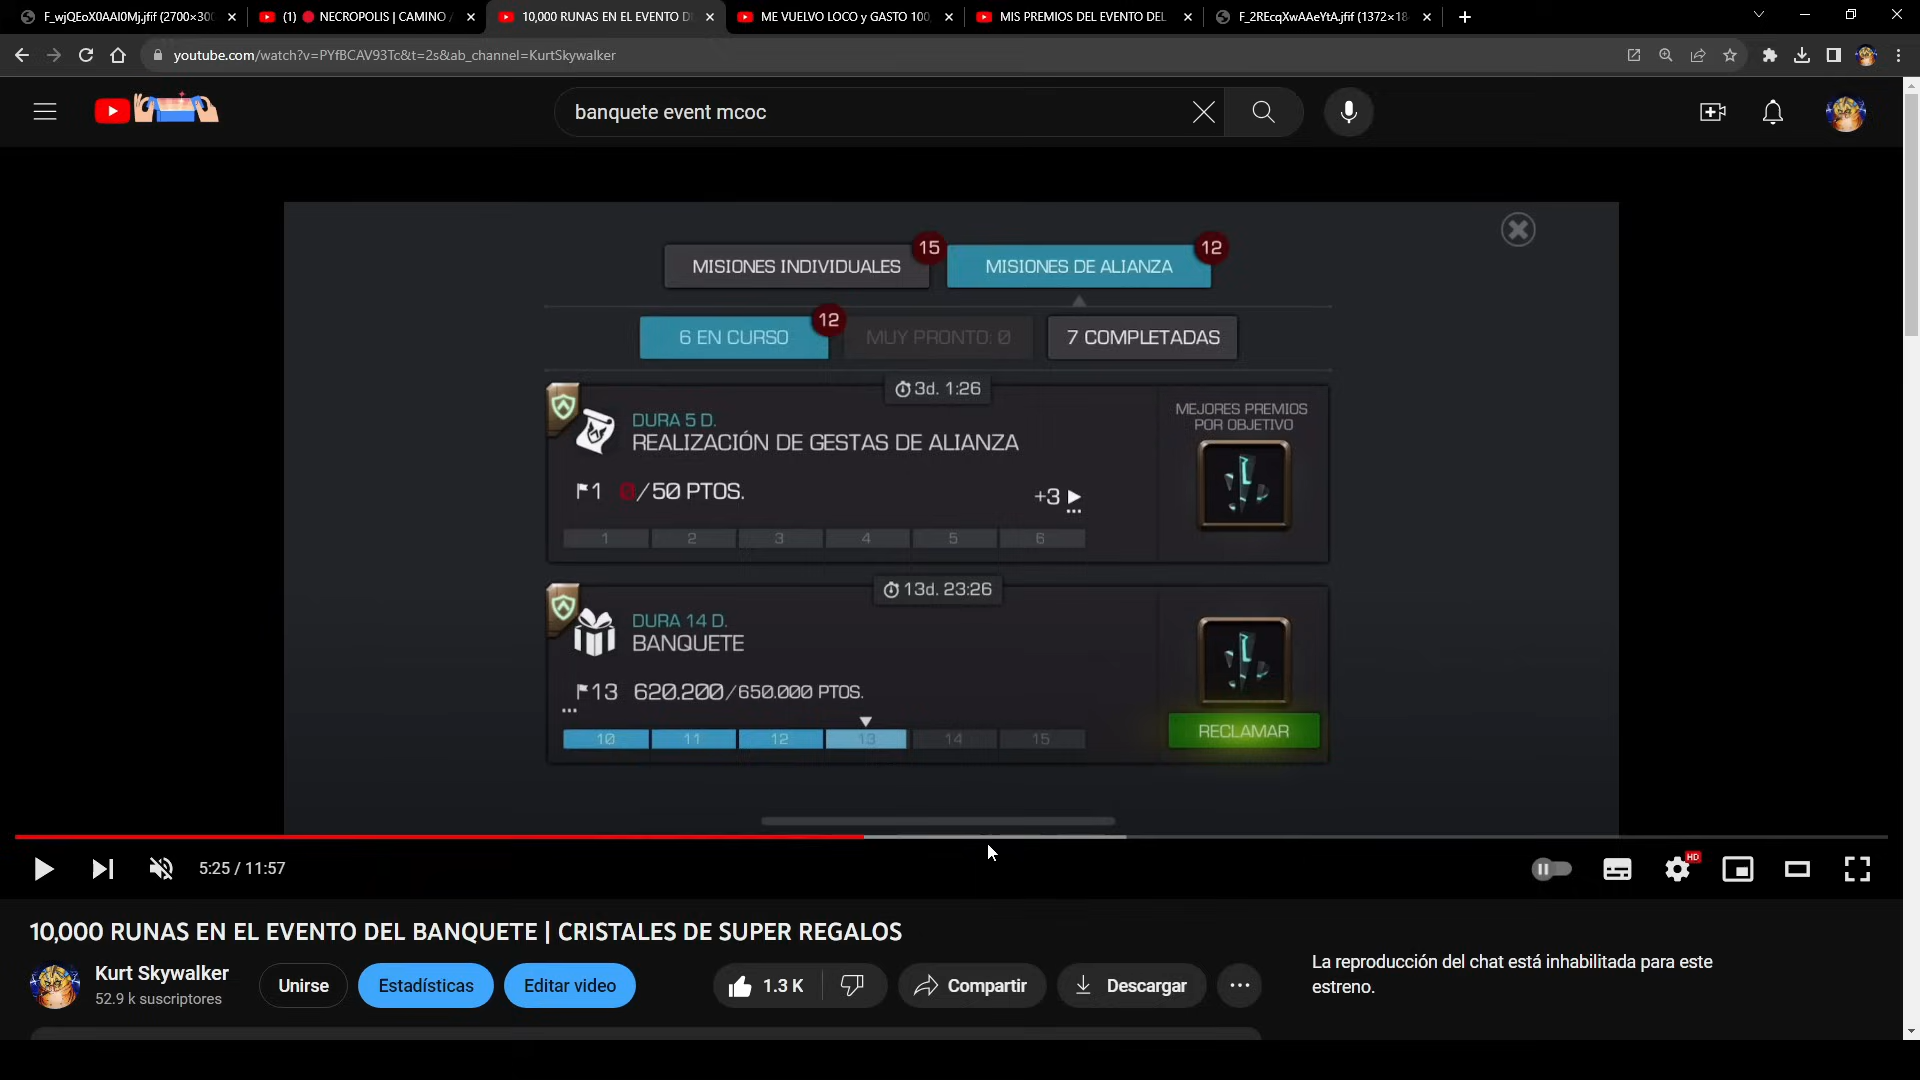 F_wjQEoX0AAI0Mj.jfif (2700×30
(1) NECROPOLIS | CAMINO
10,000 RUNAS EN EL EVENTO D
ME VUELVO LOCO y GASTO 100
MIS PREMIOS DEL EVENTO DEL
F_2REcqXwAAeYtA.jfif (1372×18
youtube.com/watch?v=PYfBCAV93Tc&t=2s&ab_channel=KurtSkywalker
banquete event mcoc
MISIONES INDIVIDUALES 15
MISIONES DE ALIANZA 12
6 EN CURSO 12
MUY PRONTO: 0
7 COMPLETADAS
3d. 1:26
DURA 5 D.
REALIZACIÓN DE GESTAS DE ALIANZA
1 0/50 PTOS.
+3
1 2 3 4 5 6
MEJORES PREMIOS
POR OBJETIVO
13d. 23:26
DURA 14 D.
BANQUETE
13 620.200/650.000 PTOS.
10 11 12 13 14 15
RECLAMAR
5:25 / 11:57
HD
10,000 RUNAS EN EL EVENTO DEL BANQUETE | CRISTALES DE SUPER REGALOS
Kurt Skywalker
52.9 k suscriptores
Unirse
Estadísticas
Editar video
1.3 K
Compartir
Descargar
La reproducción del chat está inhabilitada para este
estreno.